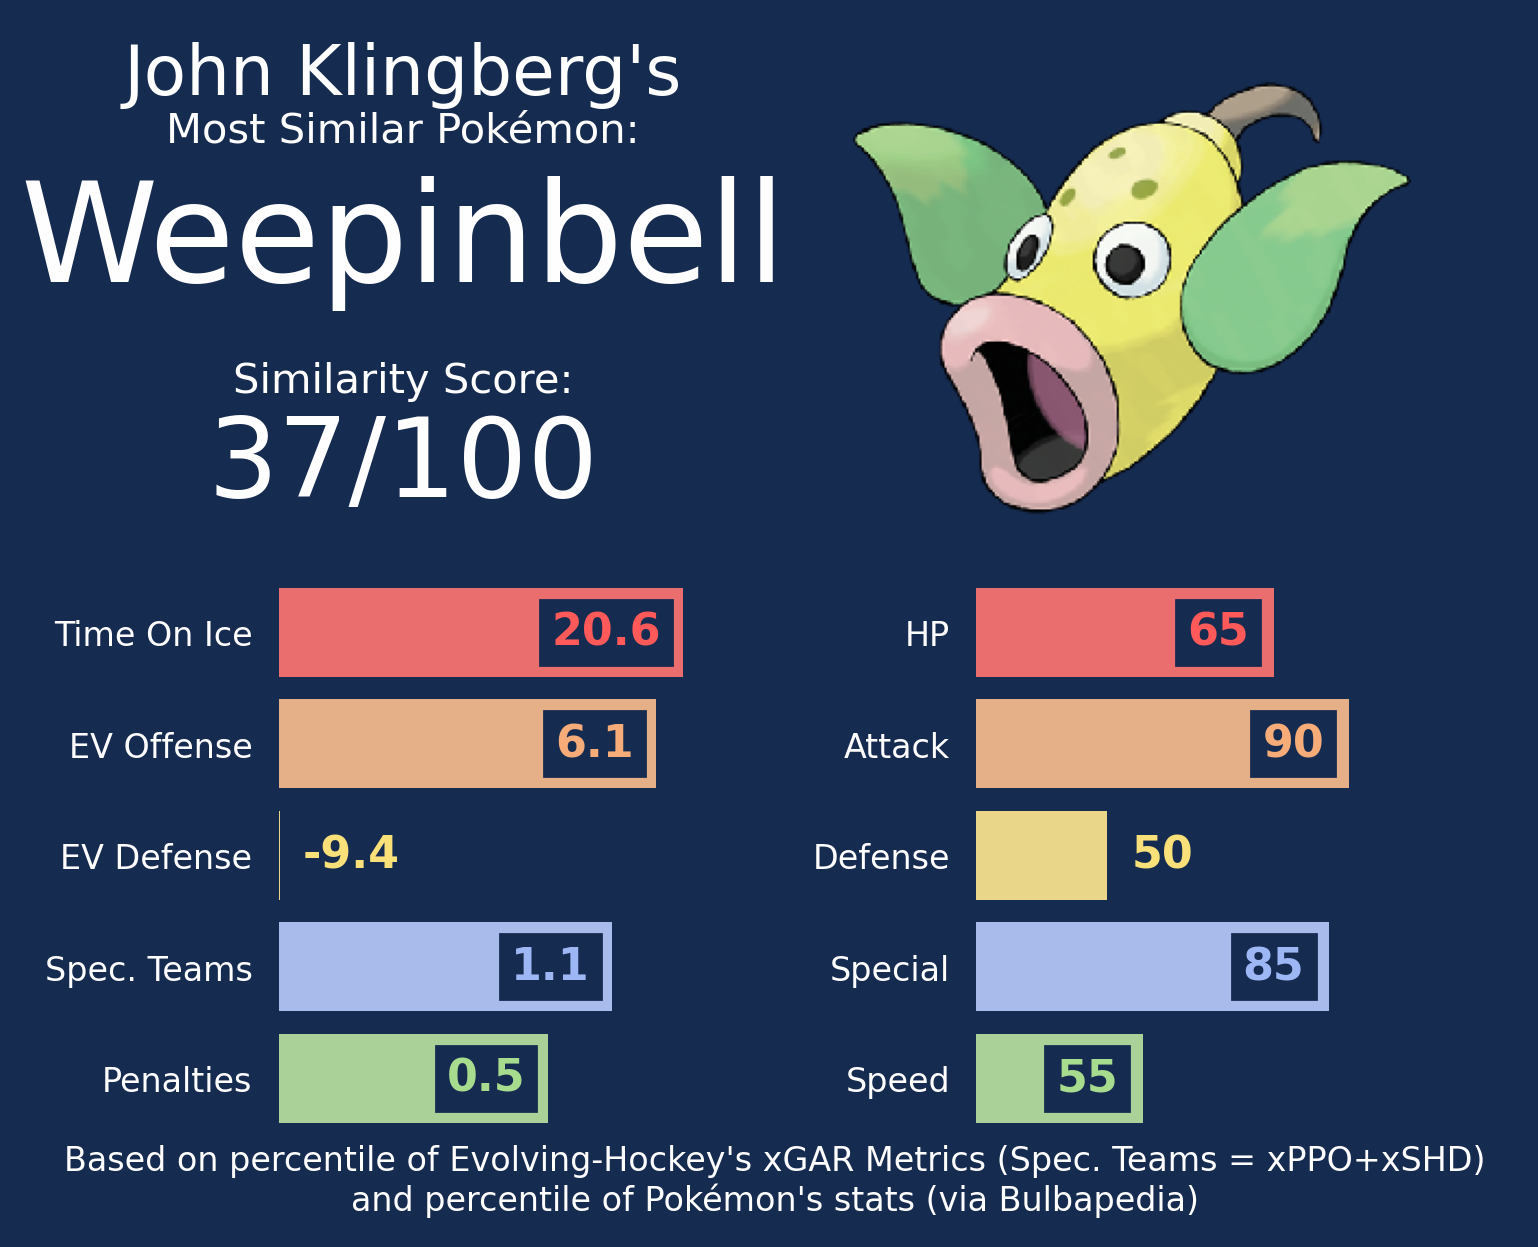 John Klingberg's
Most Similar Pokémon:
Weepinbell
Similarity Score:
37/100
Time On Ice 20.6
EV Offense 6.1
EV Defense -9.4
Spec. Teams 1.1
Penalties 0.5
HP 65
Attack 90
Defense 50
Special 85
Speed 55
Based on percentile of Evolving-Hockey's xGAR Metrics (Spec. Teams = xPPO+xSHD)
and percentile of Pokémon's stats (via Bulbapedia)